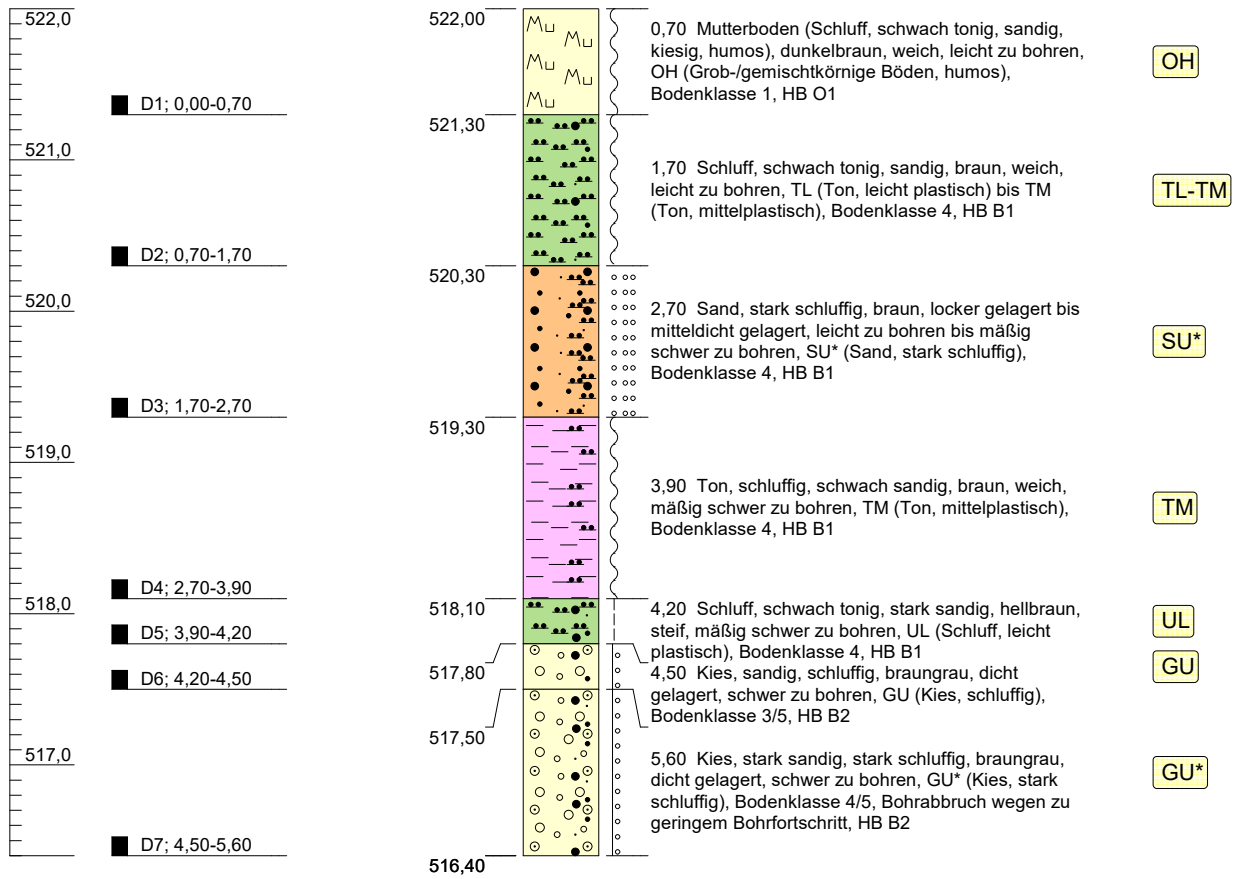 522,0
521,0
520,0
519,0
518,0
517,0
D1; 0,00-0,70
D2; 0,70-1,70
D3; 1,70-2,70
D4; 2,70-3,90
D5; 3,90-4,20
D6; 4,20-4,50
D7; 4,50-5,60
522,00
521,30
520,30
519,30
518,10
517,80
517,50
516,40
0,70 Mutterboden (Schluff, schwach tonig, sandig,
kiesig, humos), dunkelbraun, weich, leicht zu bohren,
OH (Grob-/gemischtkörnige Böden, humos),
Bodenklasse 1, HB O1
OH
1,70 Schluff, schwach tonig, sandig, braun, weich,
leicht zu bohren, TL (Ton, leicht plastisch) bis TM
(Ton, mittelplastisch), Bodenklasse 4, HB B1
TL-TM
2,70 Sand, stark schluffig, braun, locker gelagert bis
mitteldicht gelagert, leicht zu bohren bis mäßig
schwer zu bohren, SU* (Sand, stark schluffig),
Bodenklasse 4, HB B1
SU*
3,90 Ton, schluffig, schwach sandig, braun, weich,
mäßig schwer zu bohren, TM (Ton, mittelplastisch),
Bodenklasse 4, HB B1
TM
4,20 Schluff, schwach tonig, stark sandig, hellbraun,
steif, mäßig schwer zu bohren, UL (Schluff, leicht
plastisch), Bodenklasse 4, HB B1
UL
4,50 Kies, sandig, schluffig, braungrau, dicht
gelagert, schwer zu bohren, GU (Kies, schluffig),
Bodenklasse 3/5, HB B2
GU
5,60 Kies, stark sandig, stark schluffig, braungrau,
dicht gelagert, schwer zu bohren, GU* (Kies, stark
schluffig), Bodenklasse 4/5, Bohrabbruch wegen zu
geringem Bohrfortschritt, HB B2
GU*